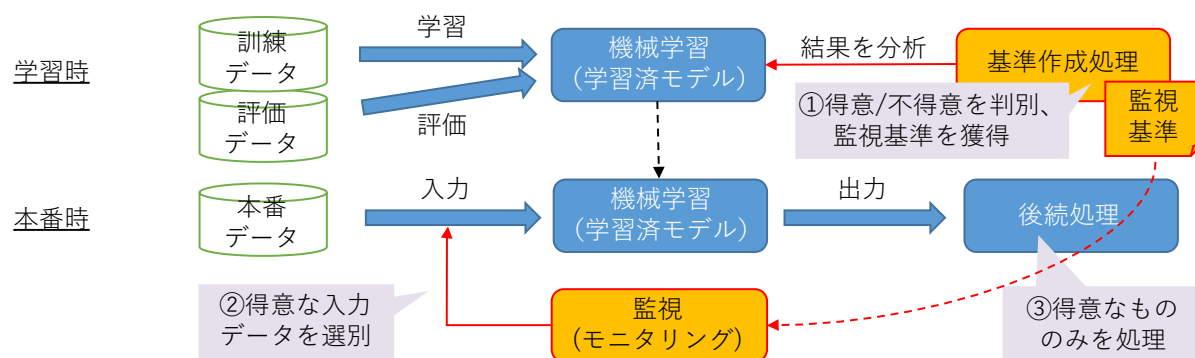 学習時
訓練
データ
評価
データ
学習
評価
機械学習
(学習済モデル)
結果を分析
基準作成処理
①得意/不得意を判別、
監視基準を獲得
監視
基準
本番時
本番
データ
入力
機械学習
(学習済モデル)
出力
後続処理
②得意な入力
データを選別
監視
(モニタリング)
③得意なもの
のみを処理